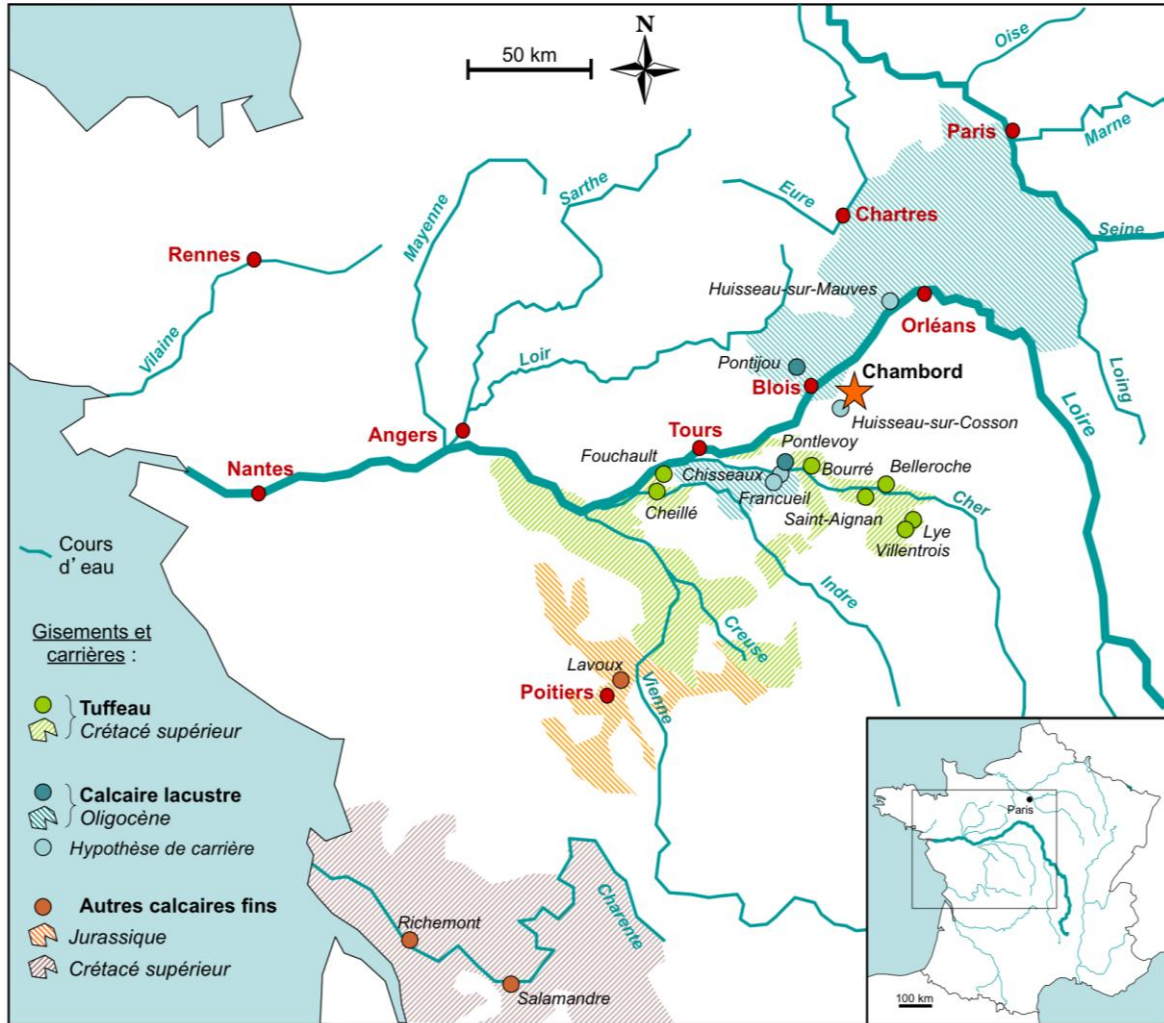 N
50 km
Oise
Paris
Marne
Sarthe
Eure
Mayenne
Chartres
Seine
Rennes
Huisseau-sur-Mauves
Orléans
Vilaine
Loir
Pontijou
Chambord
Loing
Blois
Huisseau-sur-Cosson
Loire
Angers
Tours
Pontlevoy
Fouchault
Bourré
Belleroche
Nantes
Chisseaux
Francueil
Cher
Cheillé
Saint-Aignan
Lye
Villentrois
Cours
d'eau
Indre
Creuse
Gisements et
carrières :
Lavoux
Poitiers
Vienne
Tuffeau
Crétacé supérieur
Calcaire lacustre
Oligocène
Hypothèse de carrière
Autres calcaires fins
Jurassique
Crétacé supérieur
Charente
Richemont
Salamandre
Paris
100 km